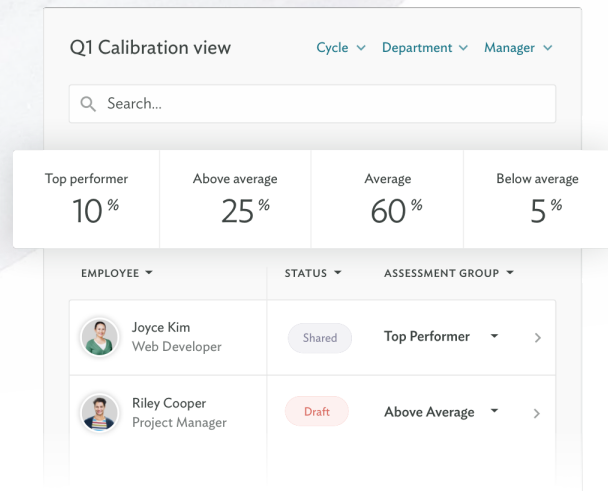 Q1 Calibration view
Cycle Department Manager
Search...
Top performer Above average Average Below average
10% 25% 60% 5%
EMPLOYEE STATUS ASSESSMENT GROUP
Joyce Kim
Web Developer
Shared
Top Performer
Riley Cooper
Project Manager
Draft
Above Average